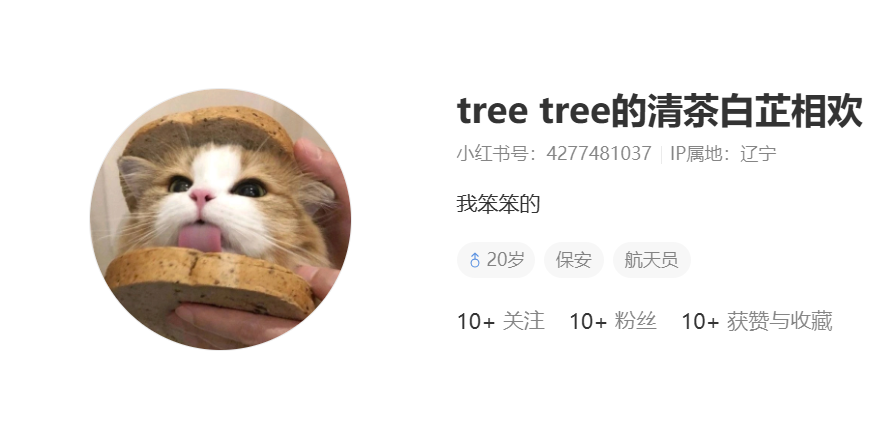 tree tree的清茶白芷相欢
小红书号：4277481037 IP属地：辽宁
我笨笨的
♂ 20岁 保安 航天员
10+ 关注 10+ 粉丝 10+ 获赞与收藏